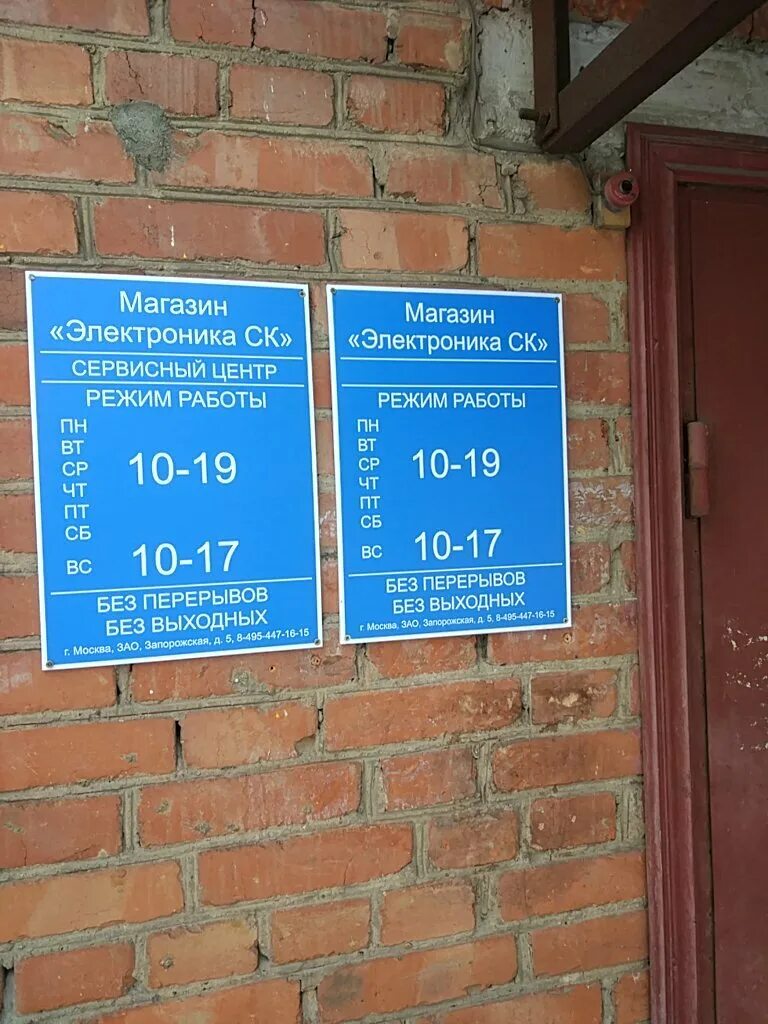 Магазин
«Электроника СК»
СЕРВИСНЫЙ ЦЕНТР
РЕЖИМ РАБОТЫ
ПН
ВТ
СР 10-19
ЧТ
ПТ
СБ
ВС 10-17
БЕЗ ПЕРЕРЫВОВ
БЕЗ ВЫХОДНЫХ
г. Москва, ЗАО, Запорожская, д. 5, 8-495-447-16-15
Магазин
«Электроника СК»
РЕЖИМ РАБОТЫ
ПН
ВТ
СР 10-19
ЧТ
ПТ
СБ
ВС 10-17
БЕЗ ПЕРЕРЫВОВ
БЕЗ ВЫХОДНЫХ
г. Москва, ЗАО, Запорожская, д. 5, 8-495-447-16-15